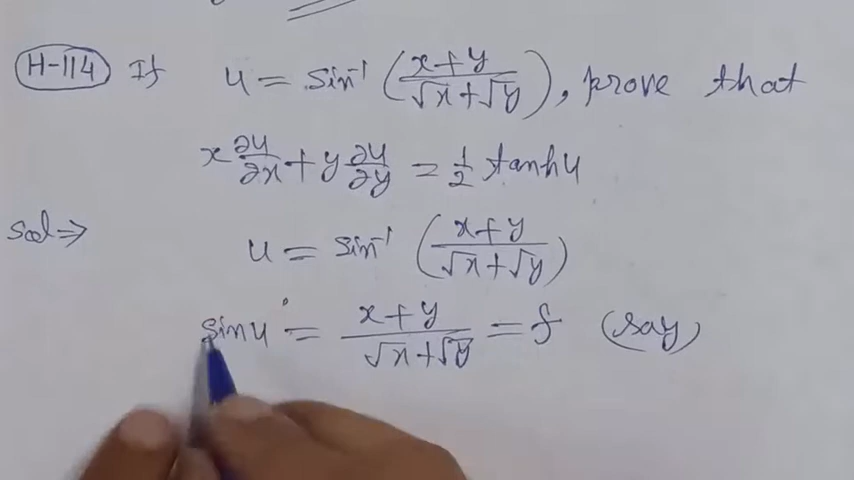 H-114 If u = sin⁻¹ (x+y / √x+√y), prove that
x ∂u/∂x + y ∂u/∂y = 1/2 tanhu
Sol ⇒ u = sin⁻¹ (x+y / √x+√y)
sinu = x+y / √x+√y = f (say)